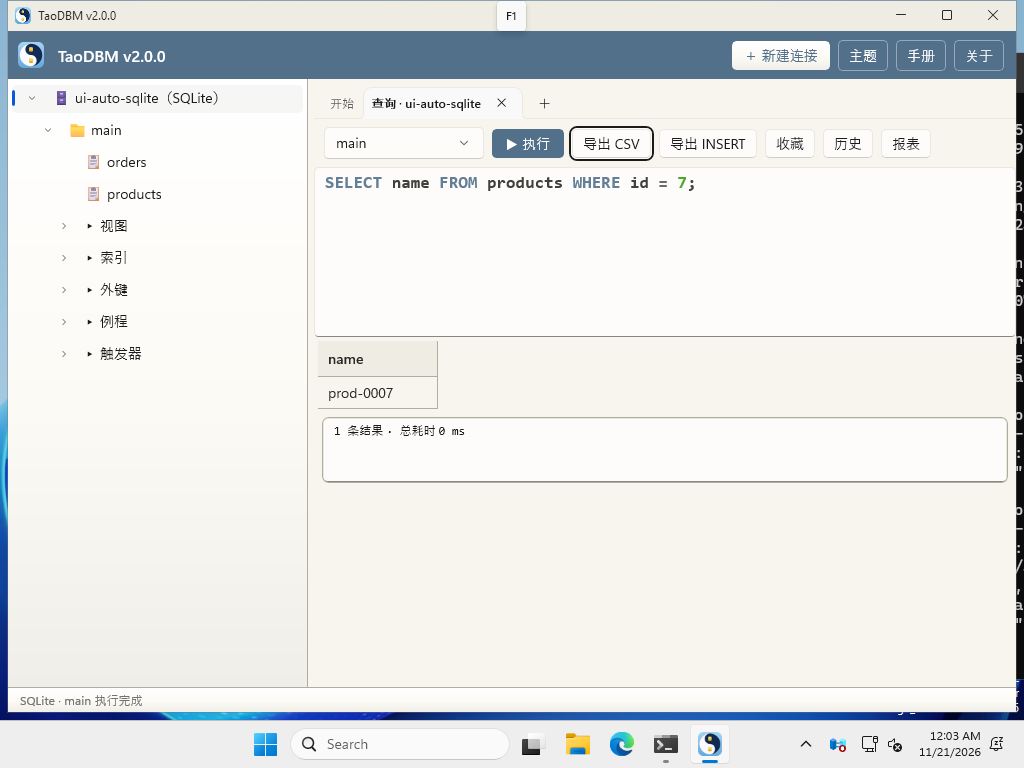 TaoDBM v2.0.0
F1
TaoDBM v2.0.0
+ 新建连接 主题 手册 关于
ui-auto-sqlite（SQLite）
main
orders
products
视图
索引
外键
例程
触发器
开始 查询 · ui-auto-sqlite
main 执行 导出 CSV 导出 INSERT 收藏 历史 报表
SELECT name FROM products WHERE id = 7;
name
prod-0007
1 条结果 · 总耗时 0 ms
SQLite · main 执行完成
Search
12:03 AM
11/21/2026